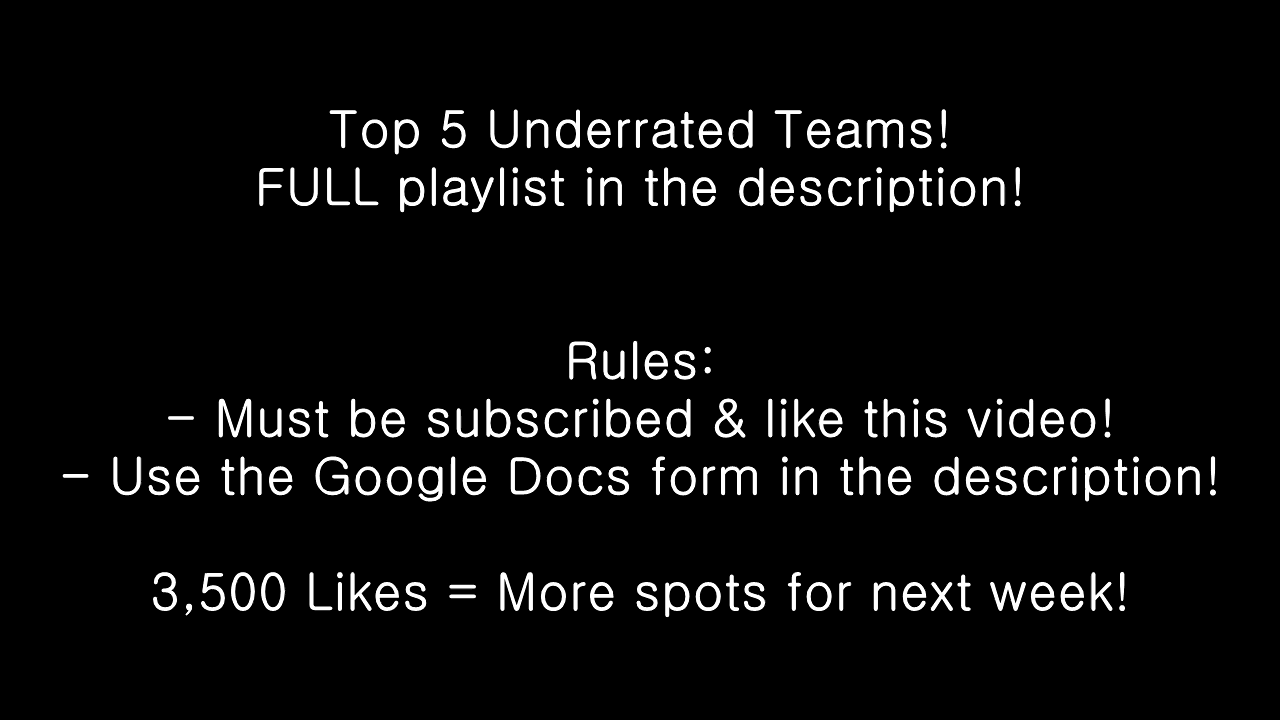 Top 5 Underrated Teams!
FULL playlist in the description!
Rules:
- Must be subscribed & like this video!
- Use the Google Docs form in the description!
3,500 Likes = More spots for next week!